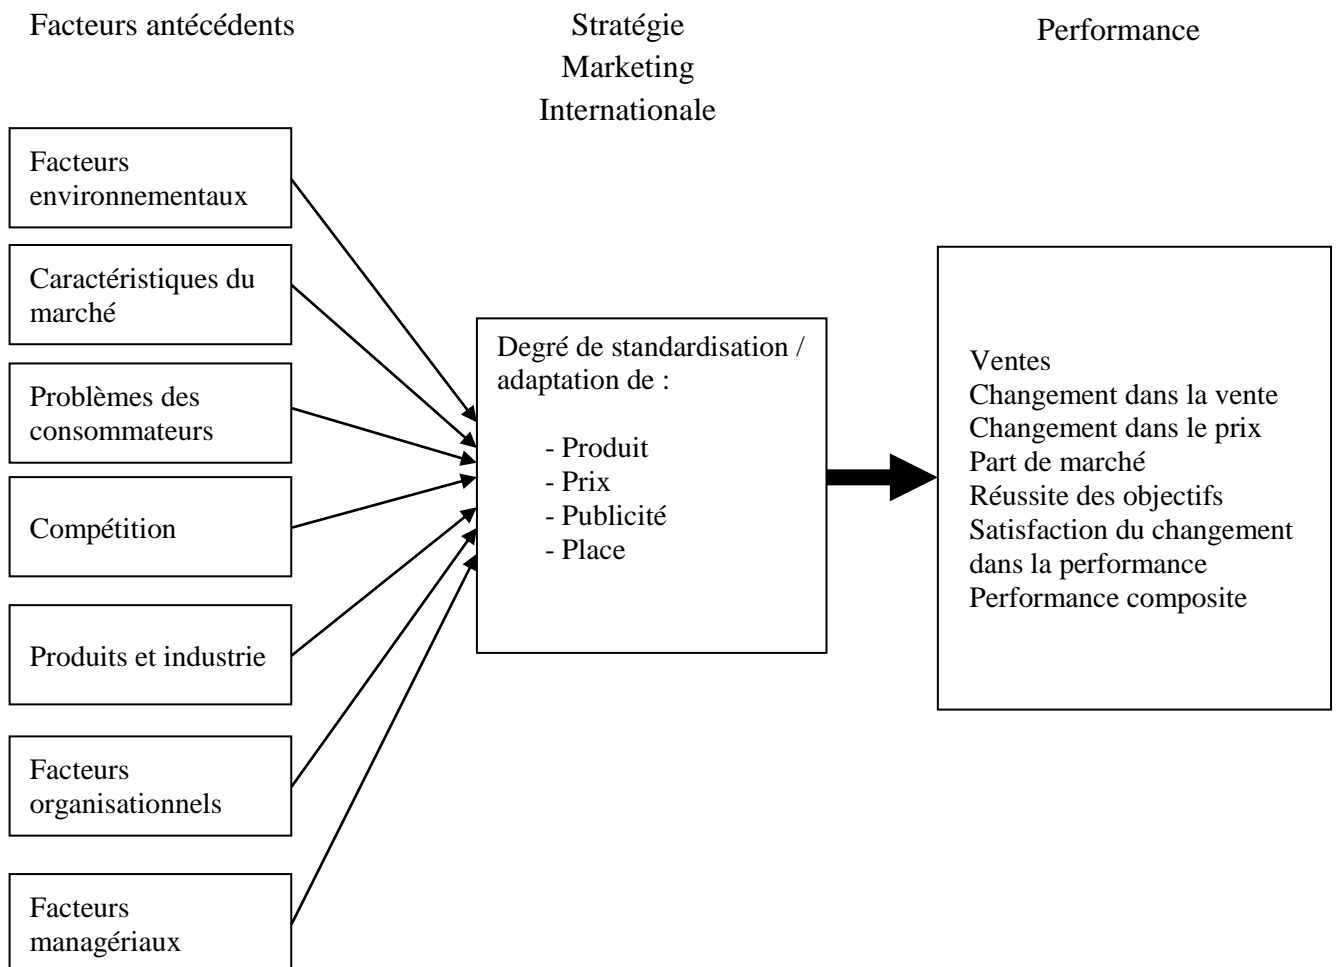 Facteurs antécédents
Stratégie
Marketing
Internationale
Performance
Facteurs
environnementaux
Caractéristiques du
marché
Problèmes des
consommateurs
Compétition
Produits et industrie
Facteurs
organisationnels
Facteurs
managériaux
Degré de standardisation /
adaptation de :
- Produit
- Prix
- Publicité
- Place
Ventes
Changement dans la vente
Changement dans le prix
Part de marché
Réussite des objectifs
Satisfaction du changement
dans la performance
Performance composite